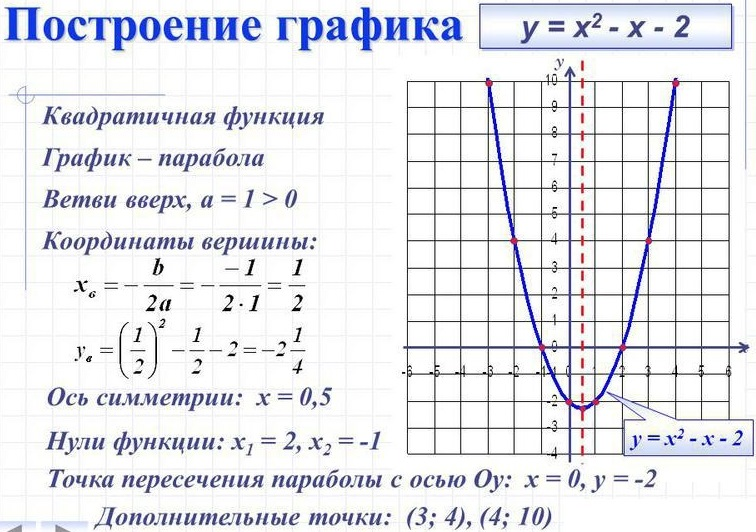 Построение графика
y = x² - x - 2
Квадратичная функция
График – парабола
Ветви вверх, a = 1 > 0
Координаты вершины:
xв = - b/2a = - -1/2·1 = 1/2
yв = (1/2)² - 1/2 - 2 = -2 1/4
Ось симметрии: x = 0,5
Нули функции: x₁ = 2, x₂ = -1
Точка пересечения параболы с осью Oy: x = 0, y = -2
Дополнительные точки: (3; 4), (4; 10)
y
10
9
8
7
6
5
4
3
2
1
0
-6 -5 -4 -3 -2 -1 0 1 2 3 4 5 6
-2
-3
-4
x
y = x² - x - 2